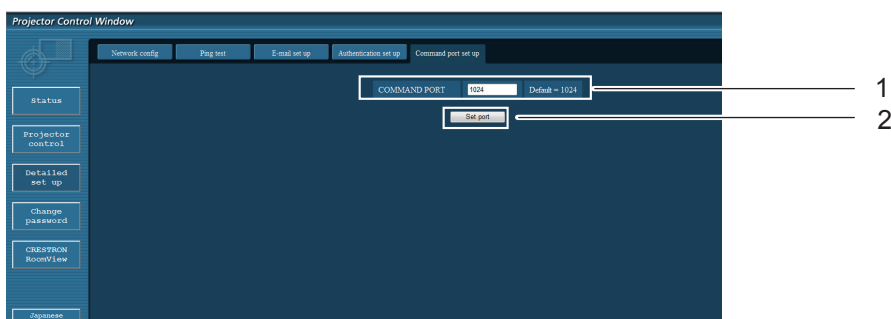 Projector Control Window
Network config Ping test E-mail set up Authentication set up Command port set up
COMMAND PORT 1024 Default = 1024 1
Set port 2
Status
Projector
control
Detailed
set up
Change
password
CRESTRON
RoomView
Japanese